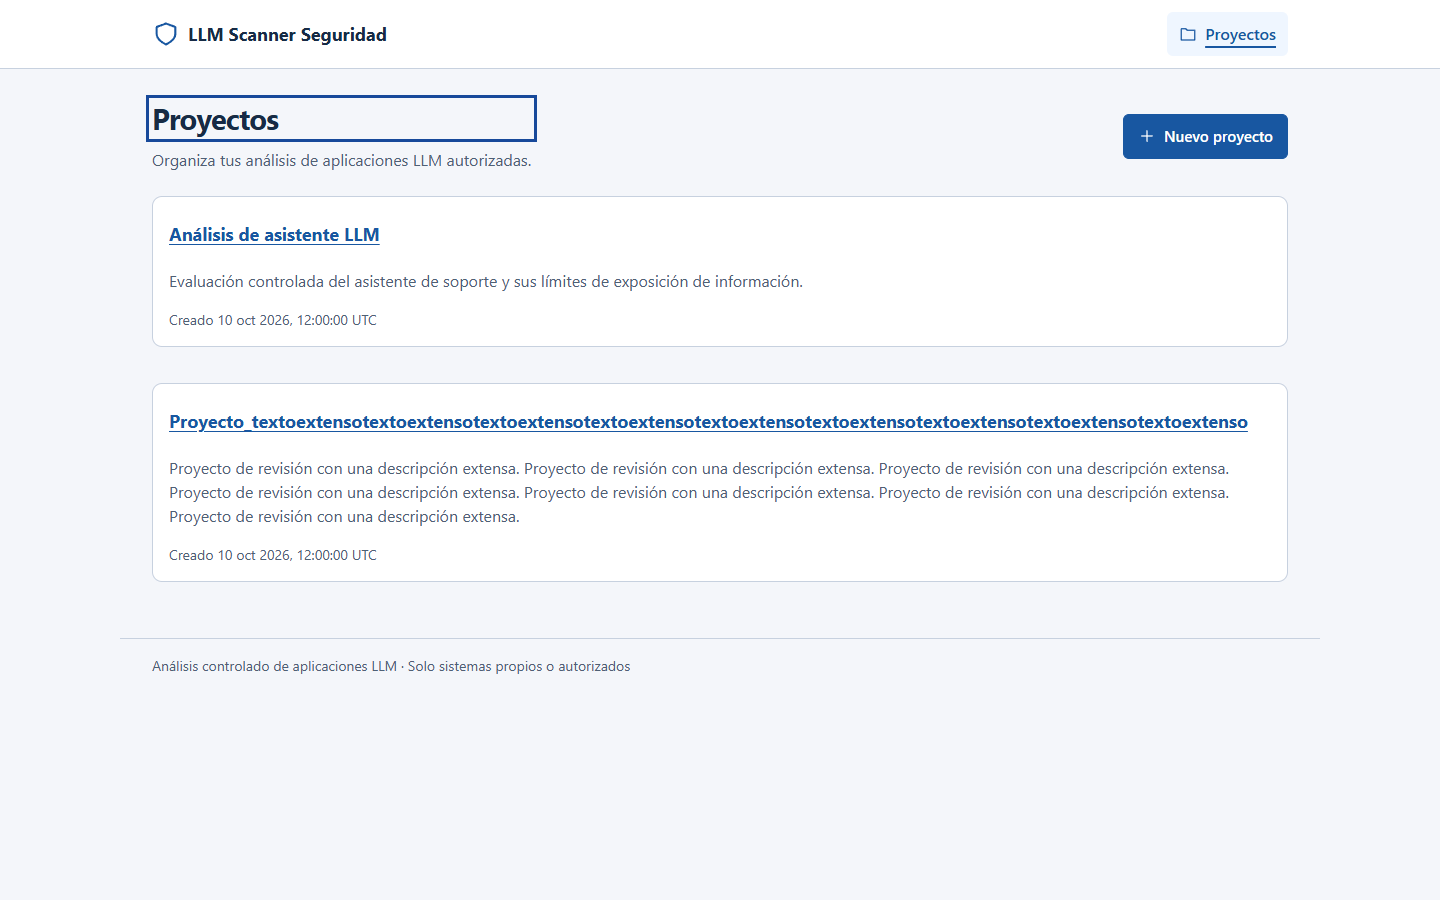 LLM Scanner Seguridad
Proyectos
Proyectos
Organiza tus análisis de aplicaciones LLM autorizadas.
Nuevo proyecto
Análisis de asistente LLM
Evaluación controlada del asistente de soporte y sus límites de exposición de información.
Creado 10 oct 2026, 12:00:00 UTC
Proyecto_textoextensotextoextensotextoextensotextoextensotextoextensotextoextensotextoextensotextoextensotextoextenso
Proyecto de revisión con una descripción extensa. Proyecto de revisión con una descripción extensa. Proyecto de revisión con una descripción extensa.
Proyecto de revisión con una descripción extensa. Proyecto de revisión con una descripción extensa. Proyecto de revisión con una descripción extensa.
Proyecto de revisión con una descripción extensa.
Creado 10 oct 2026, 12:00:00 UTC
Análisis controlado de aplicaciones LLM · Solo sistemas propios o autorizados